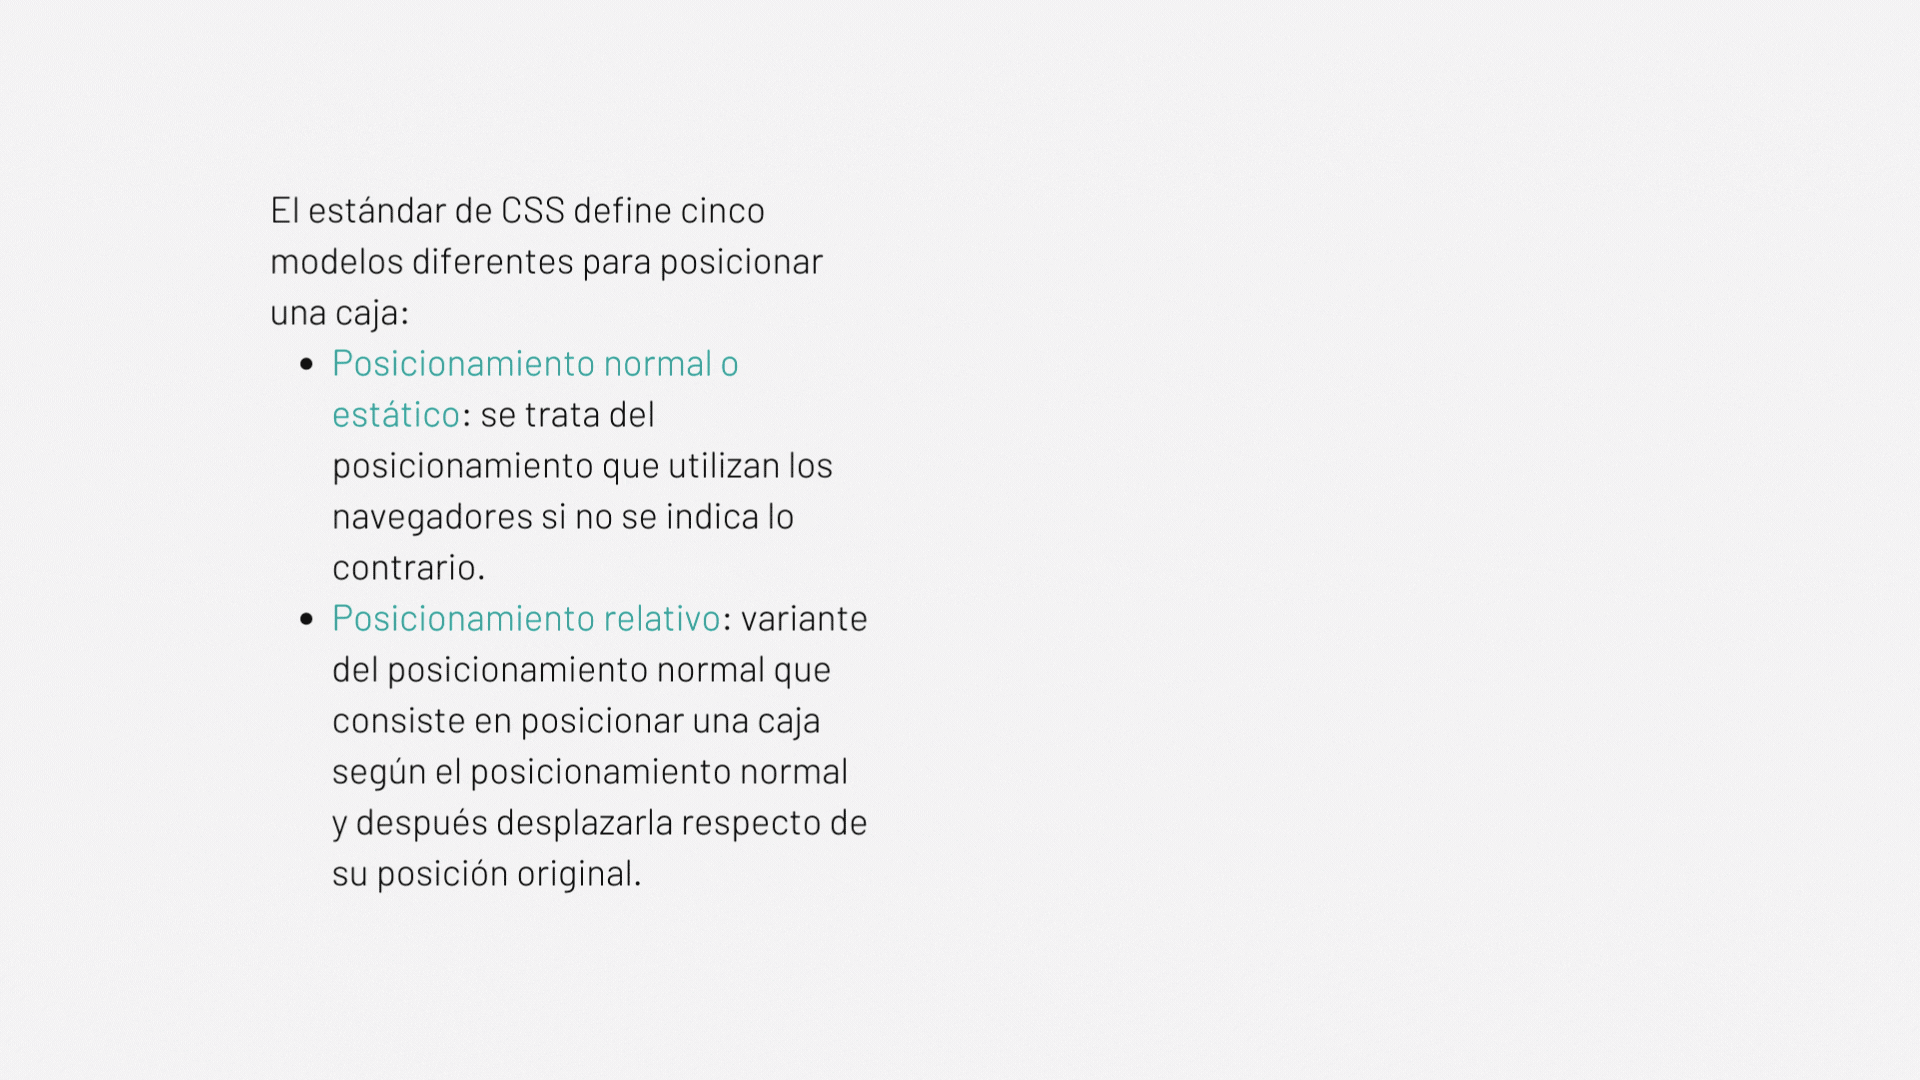 El estándar de CSS define cinco
modelos diferentes para posicionar
una caja:
• Posicionamiento normal o
estático: se trata del
posicionamiento que utilizan los
navegadores si no se indica lo
contrario.
• Posicionamiento relativo: variante
del posicionamiento normal que
consiste en posicionar una caja
según el posicionamiento normal
y después desplazarla respecto de
su posición original.